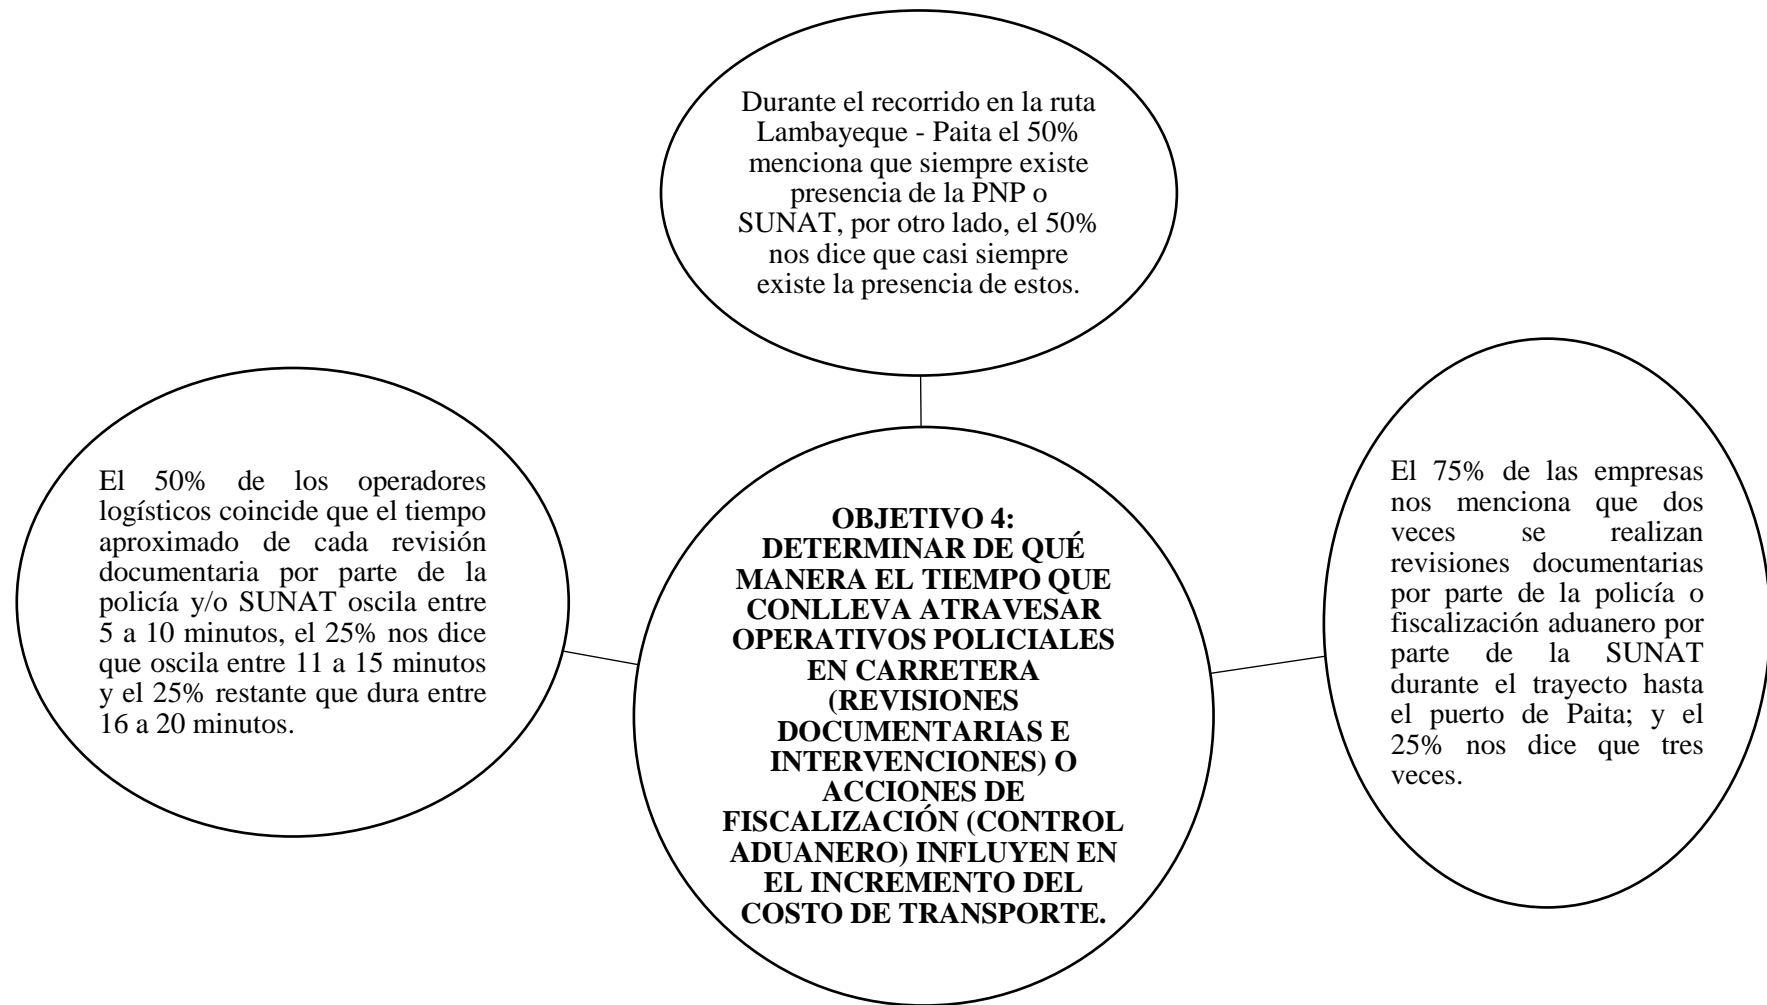 Durante el recorrido en la ruta
Lambayeque - Paita el 50%
menciona que siempre existe
presencia de la PNP o
SUNAT, por otro lado, el 50%
nos dice que casi siempre
existe la presencia de estos.
El 50% de los operadores
logísticos coincide que el tiempo
aproximado de cada revisión
documentaria por parte de la
policía y/o SUNAT oscila entre
5 a 10 minutos, el 25% nos dice
que oscila entre 11 a 15 minutos
y el 25% restante que dura entre
16 a 20 minutos.
OBJETIVO 4:
DETERMINAR DE QUÉ
MANERA EL TIEMPO QUE
CONLLEVA ATRAVESAR
OPERATIVOS POLICIALES
EN CARRETERA
(REVISIONES
DOCUMENTARIAS E
INTERVENCIONES) O
ACCIONES DE
FISCALIZACIÓN (CONTROL
ADUANERO) INFLUYEN EN
EL INCREMENTO DEL
COSTO DE TRANSPORTE.
El 75% de las empresas
nos menciona que dos
veces se realizan
revisiones documentarias
por parte de la policía o
fiscalización aduanero por
parte de la SUNAT
durante el trayecto hasta
el puerto de Paita; y el
25% nos dice que tres
veces.